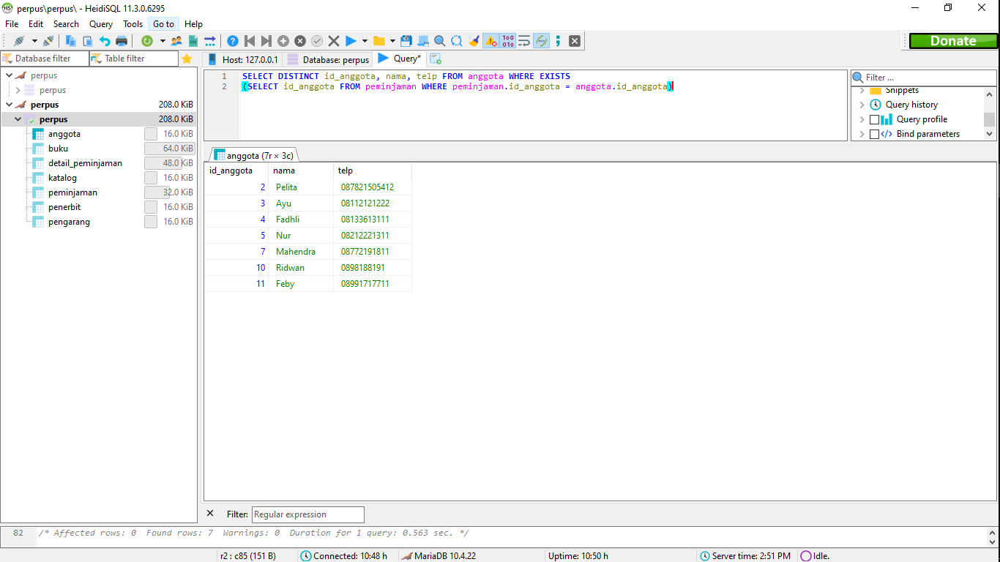 perpus\perpus\ - HeidiSQL 11.3.0.6295
File Edit Search Query Tools Go to Help
Donate
Database filter Table filter
Host: 127.0.0.1 Database: perpus Query*
perpus
perpus
perpus 208.0 KiB
perpus 208.0 KiB
anggota 16.0 KiB
buku 64.0 KiB
detail_peminjaman 48.0 KiB
katalog 16.0 KiB
peminjaman 32.0 KiB
penerbit 16.0 KiB
pengarang 16.0 KiB
1 SELECT DISTINCT id_anggota, nama, telp FROM anggota WHERE EXISTS
2 (SELECT id_anggota FROM peminjaman WHERE peminjaman.id_anggota = anggota.id_anggota)
Filter ...
Snippets
Query history
Query profile
Bind parameters
anggota (7r × 3c)
id_anggota nama telp
2 Pelita 087821505412
3 Ayu 08112121222
4 Fadhli 08133613111
5 Nur 08212221311
7 Mahendra 08772191811
10 Ridwan 0898188191
11 Feby 08991717711
Filter: Regular expression
82 /* Affected rows: 0 Found rows: 7 Warnings: 0 Duration for 1 query: 0.563 sec. */
r2 : c85 (151 B) Connected: 10:48 h MariaDB 10.4.22 Uptime: 10:50 h Server time: 2:51 PM Idle.